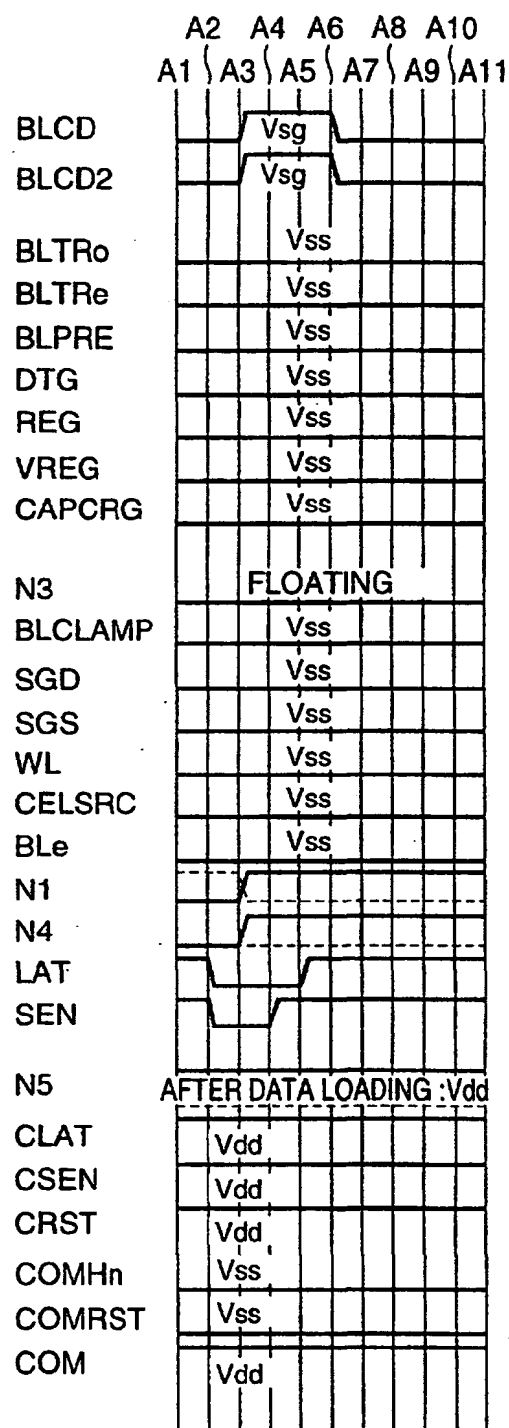 A2 A4 A6 A8 A10
A1 A3 A5 A7 A9 A11
BLCD Vsg
BLCD2 Vsg
BLTRo Vss
BLTRe Vss
BLPRE Vss
DTG Vss
REG Vss
VREG Vss
CAPCRG Vss
N3 FLOATING
BLCLAMP Vss
SGD Vss
SGS Vss
WL Vss
CELSRC Vss
BLe Vss
N1
N4
LAT
SEN
N5 AFTER DATA LOADING :Vdd
CLAT Vdd
CSEN Vdd
CRST Vdd
COMHn Vss
COMRST Vss
COM Vdd